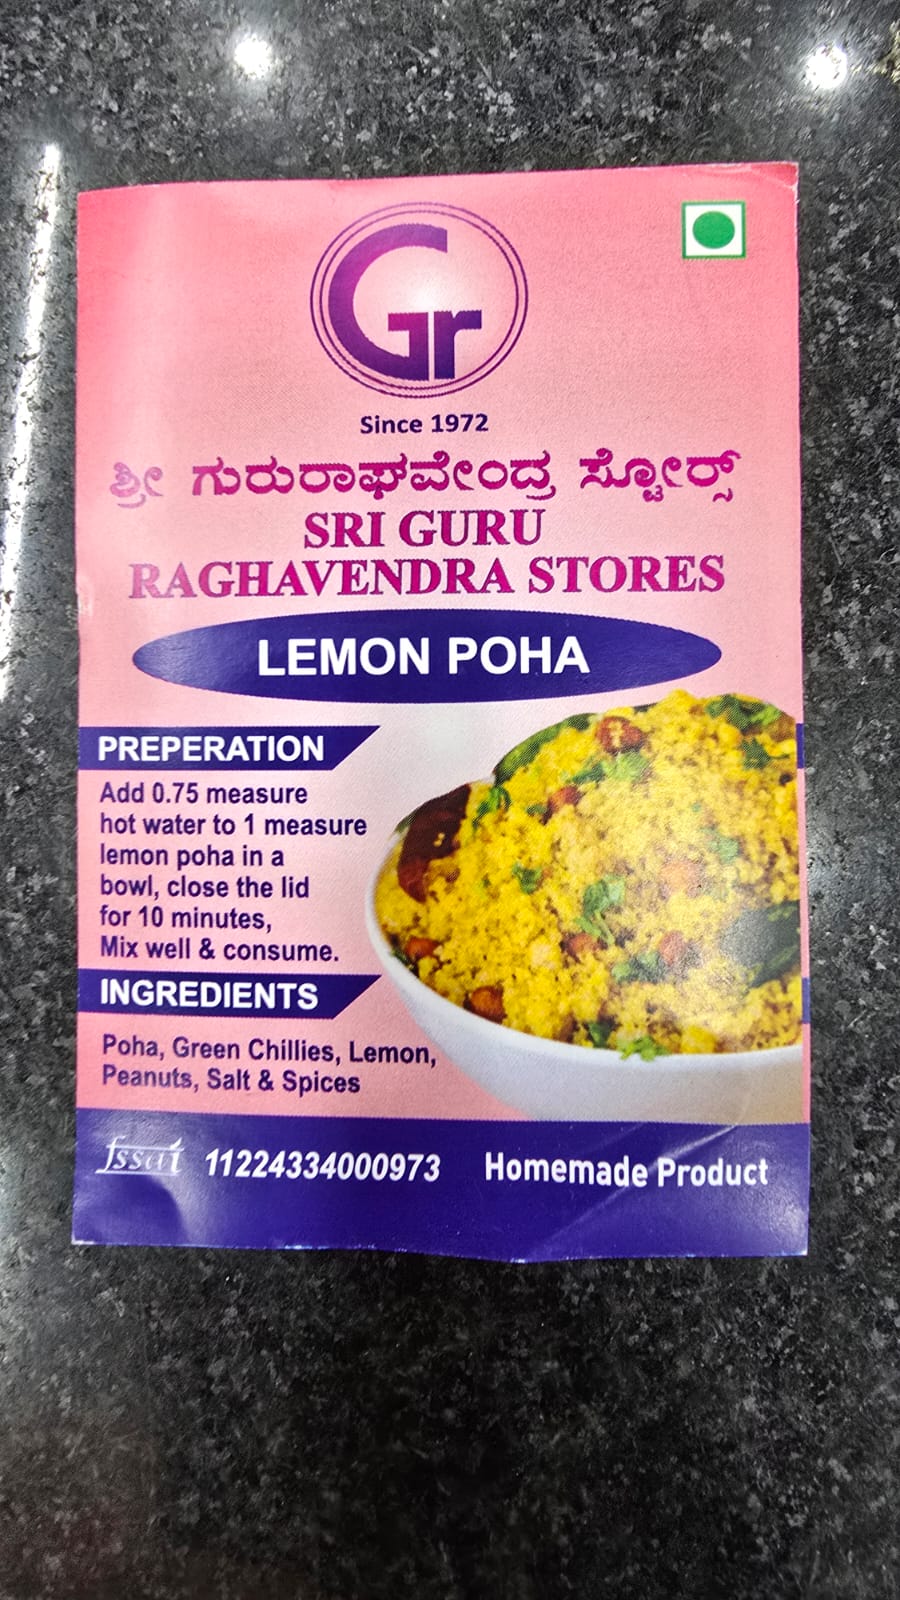 Gr
Since 1972
ಶ್ರೀ ಗುರುರಾಘವೇಂದ್ರ ಸ್ಟೋರ್ಸ್
SRI GURU
RAGHAVENDRA STORES
LEMON POHA
PREPERATION
Add 0.75 measure
hot water to 1 measure
lemon poha in a
bowl, close the lid
for 10 minutes,
Mix well & consume.
INGREDIENTS
Poha, Green Chillies, Lemon,
Peanuts, Salt & Spices
fssai 11224334000973 Homemade Product